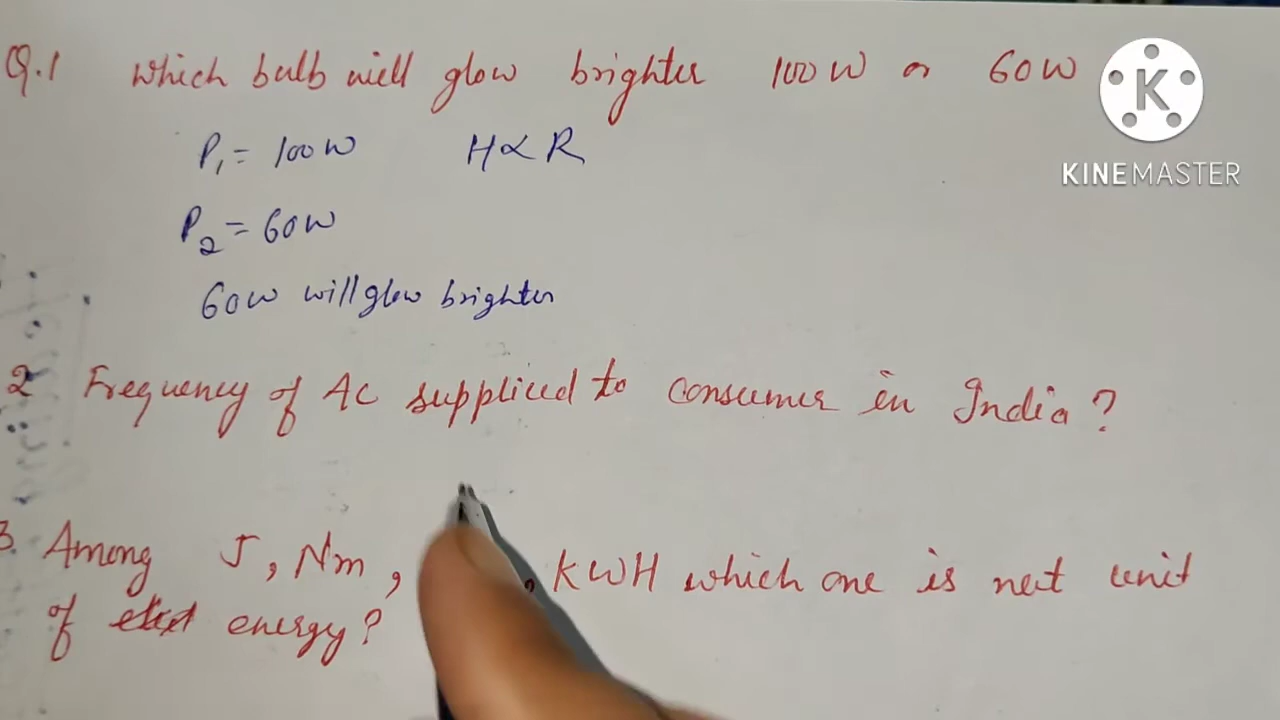 Q.1 which bulb will glow brighter 100W or 60W
P₁ = 100W H∝R
P₂ = 60W
60W will glow brighter
KINEMASTER
2 Frequency of AC supplied to consumer in India?
3 Among J, Nm, , KWH which one is not unit
of energy?